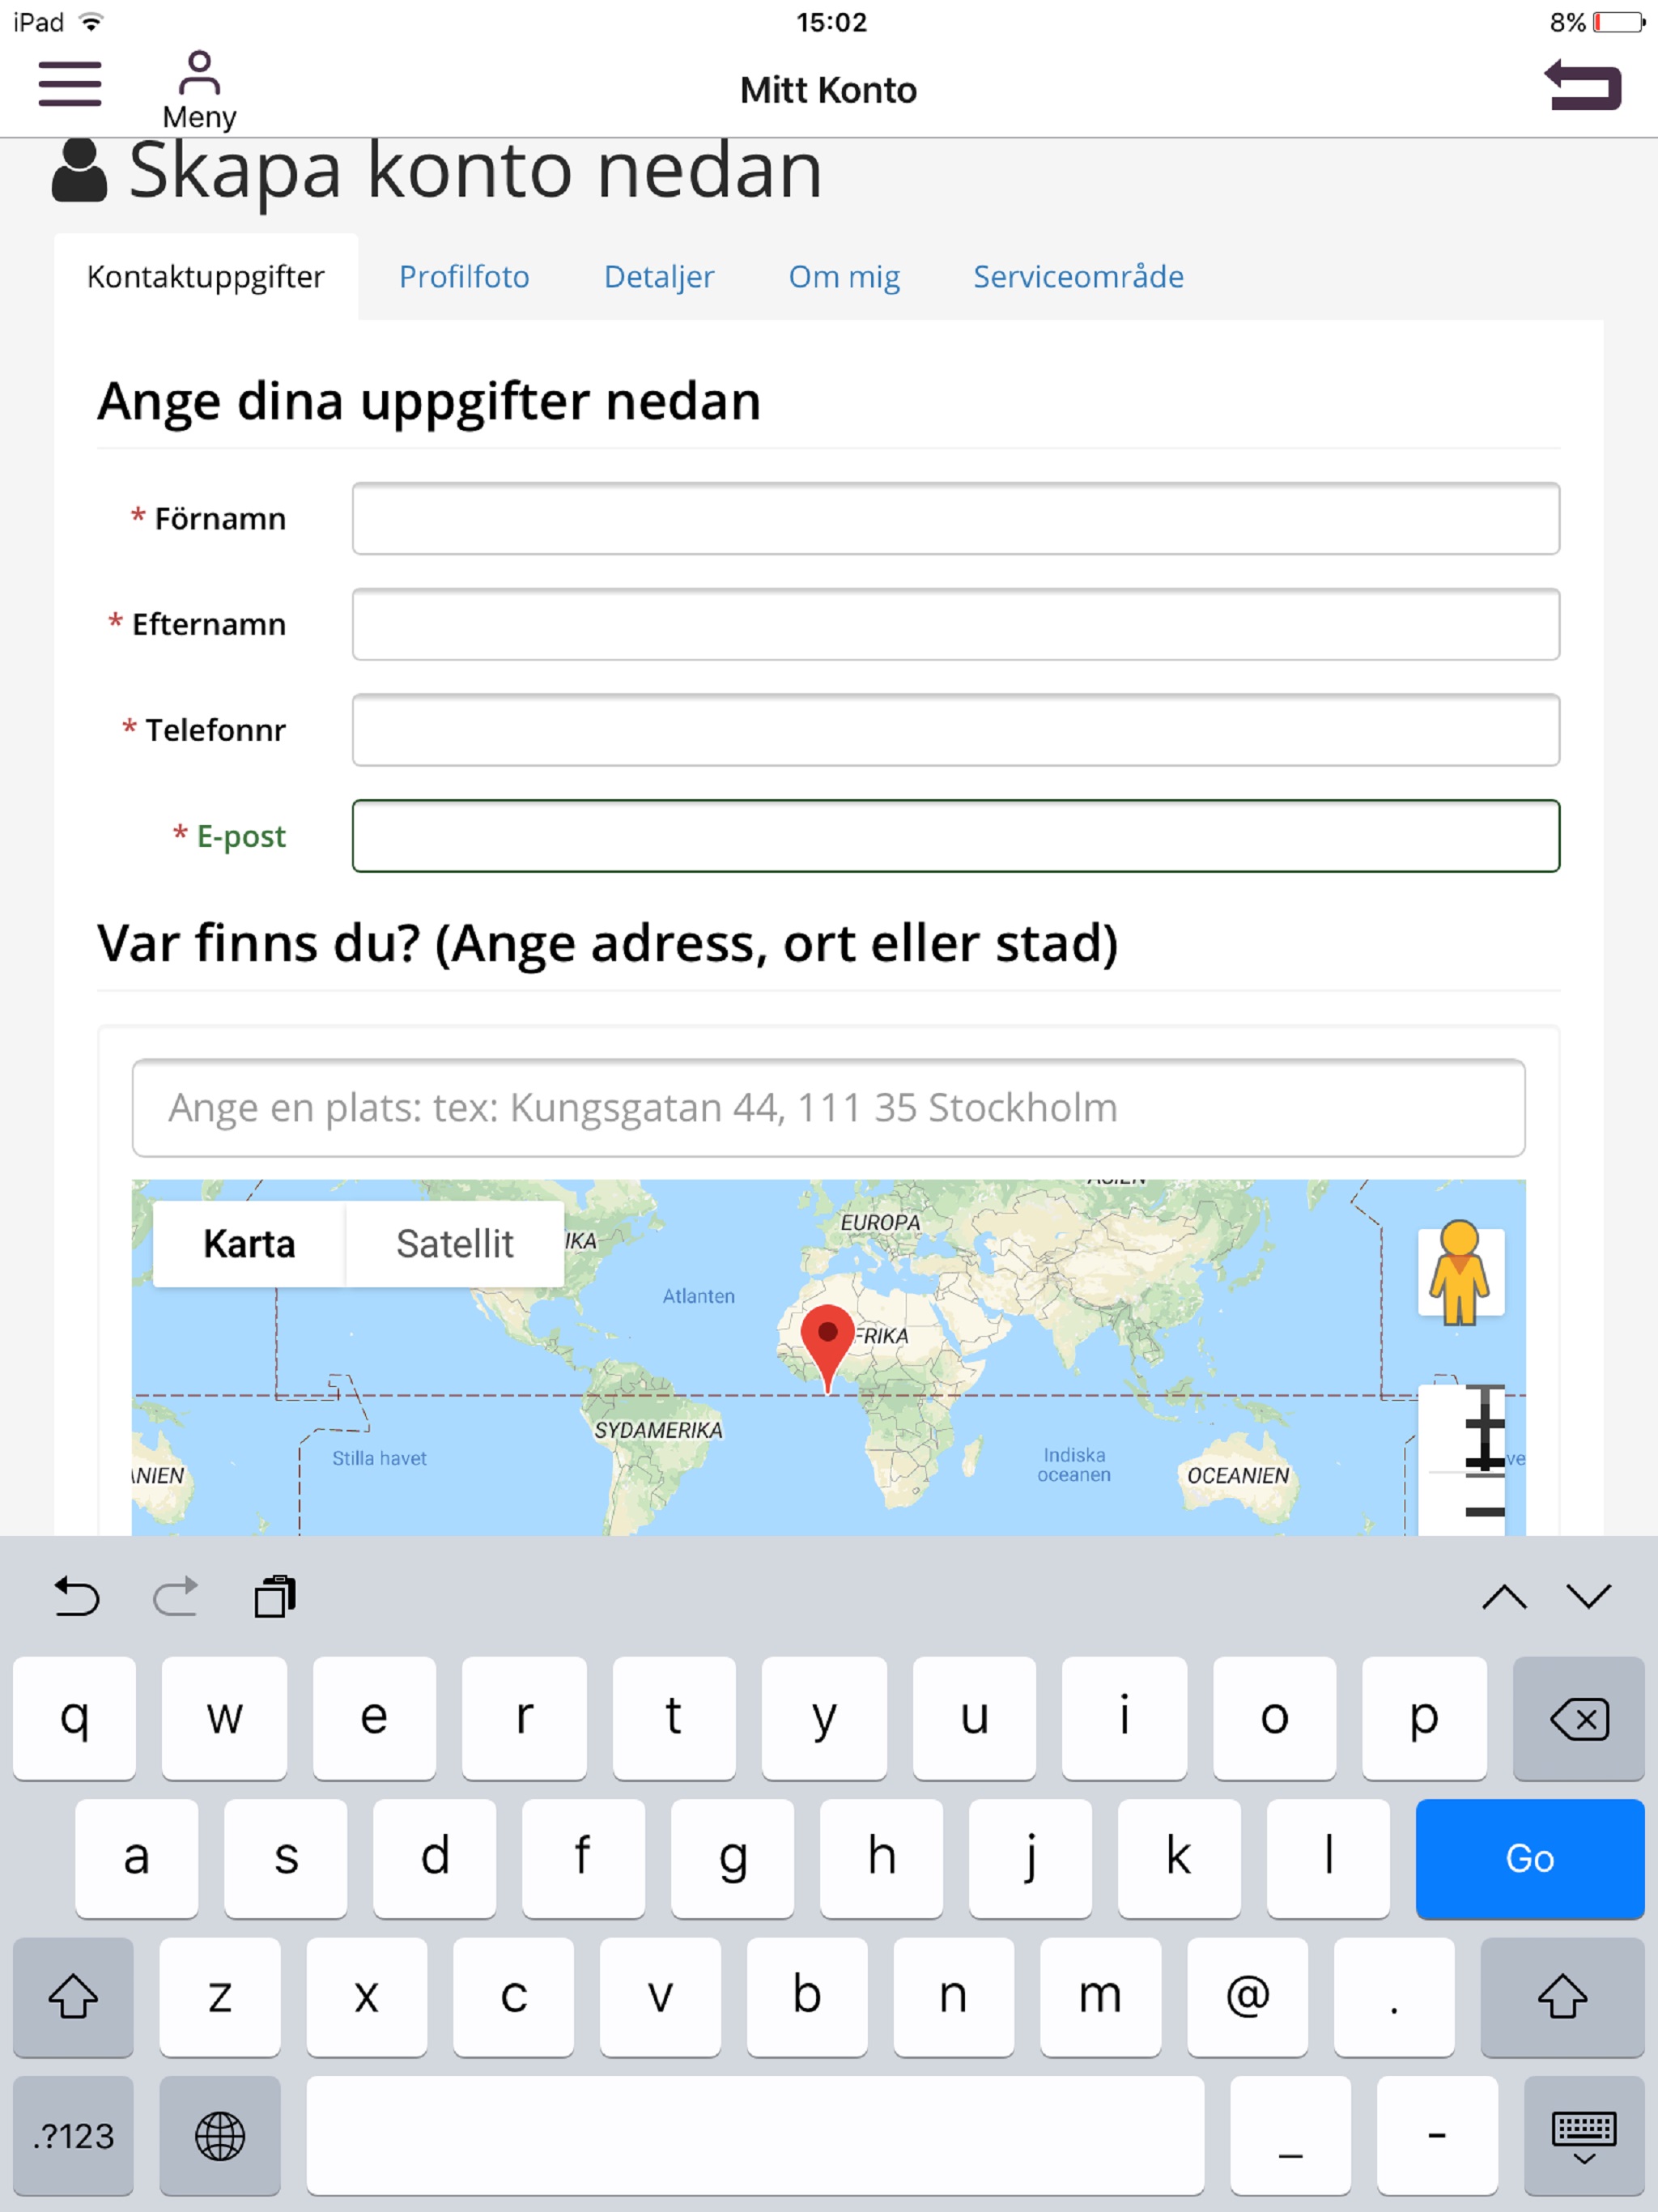 iPad 15:02 8%
Meny Mitt Konto
Skapa konto nedan
Kontaktuppgifter Profilfoto Detaljer Om mig Serviceområde
Ange dina uppgifter nedan
* Förnamn
* Efternamn
* Telefonnr
* E-post
Var finns du? (Ange adress, ort eller stad)
Ange en plats: tex: Kungsgatan 44, 111 35 Stockholm
Karta Satellit
IKA
EUROPA
Atlanten
FRIKA
SYDAMERIKA
Stilla havet
Indiska
oceanen
NIEN
OCEANIEN
ve
q w e r t y u i o p
a s d f g h j k l Go
z x c v b n m @ .
.?123 _ -